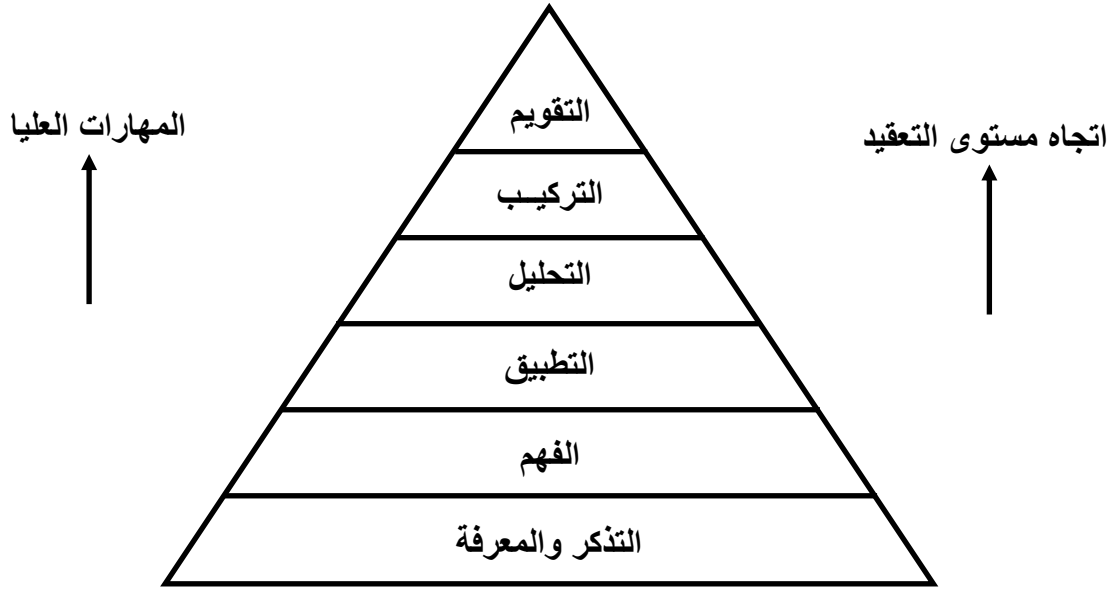 التقويم
المهارات العليا
اتجاه مستوى التعقيد
التركيــب
التحليل
التطبيق
الفهم
التذكر والمعرفة